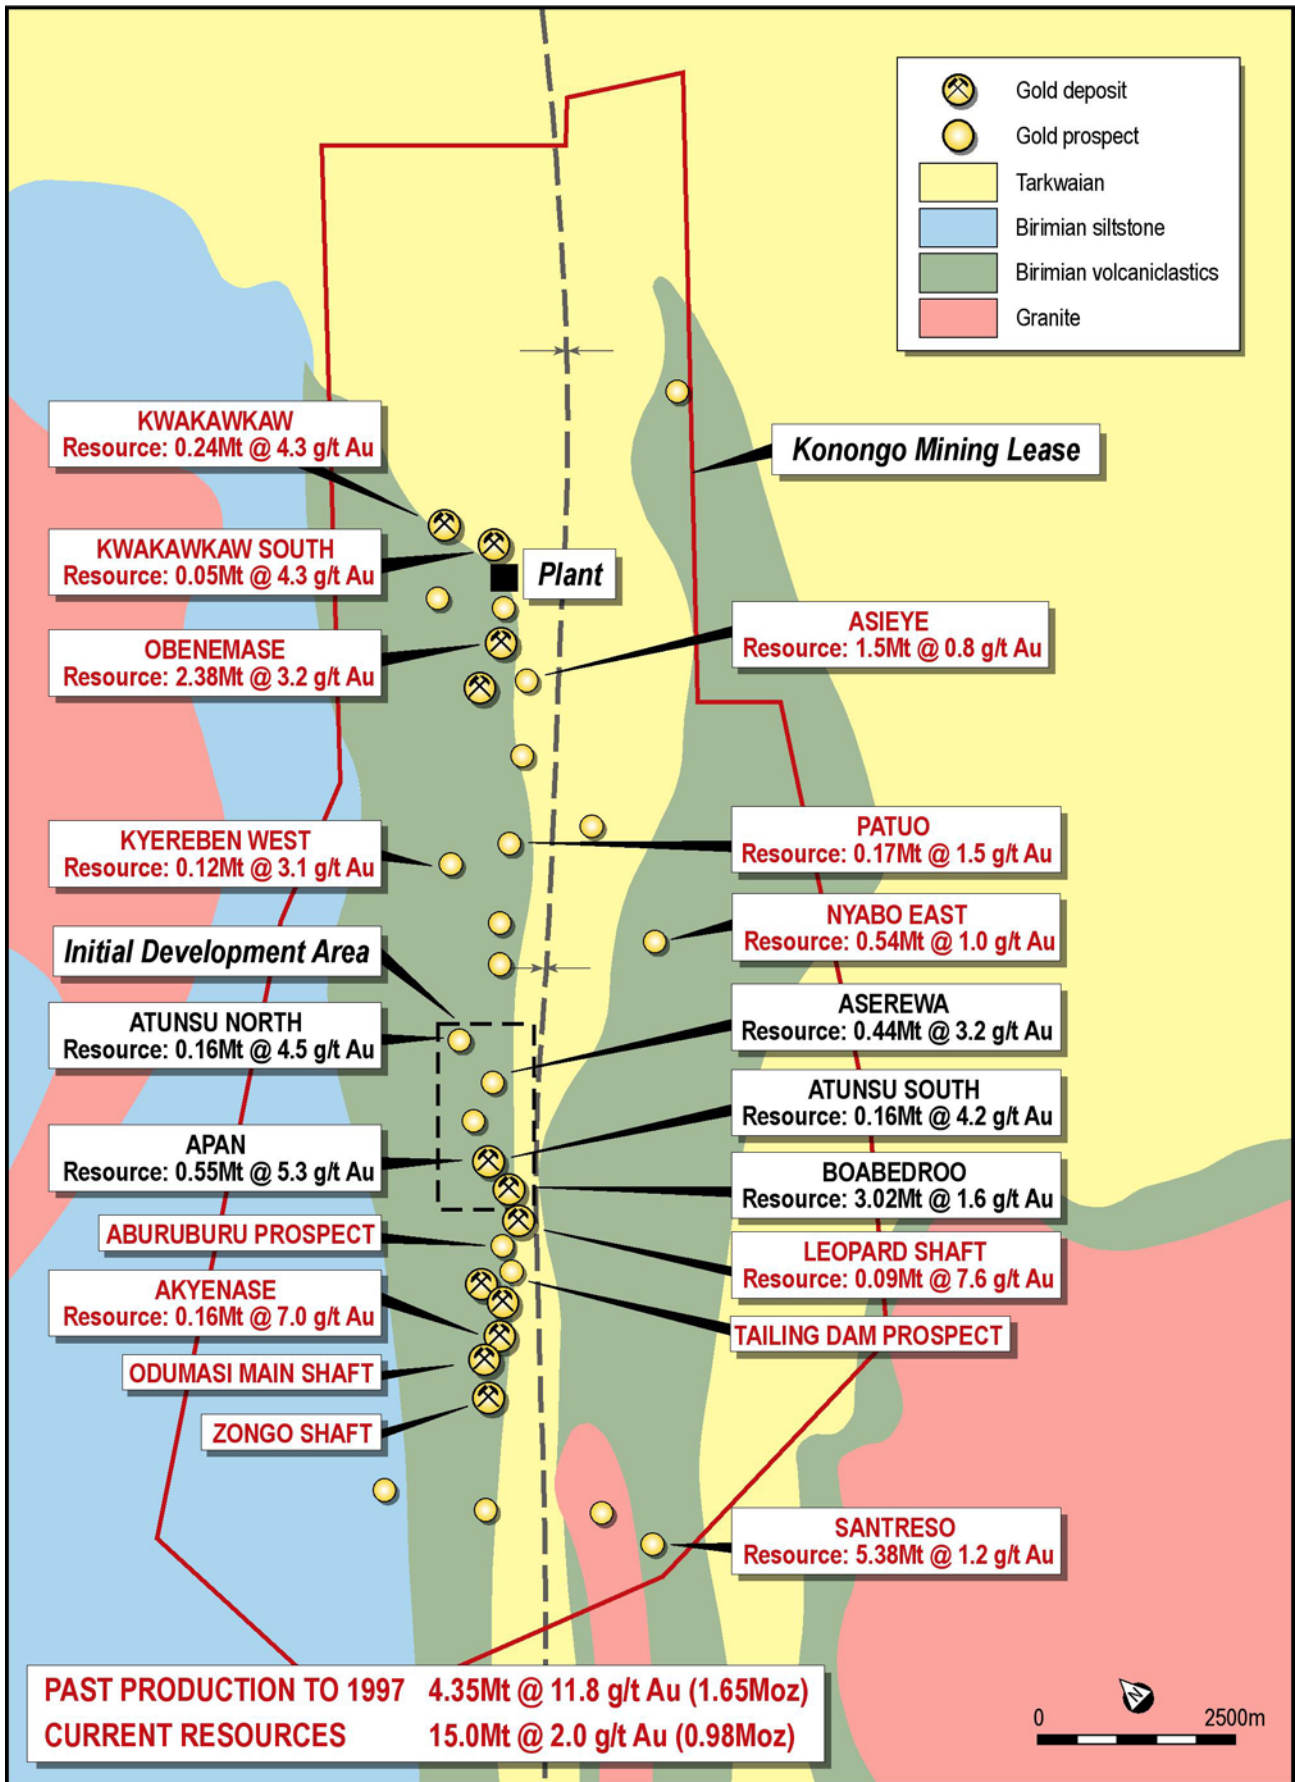 Gold deposit
Gold prospect
Tarkwaian
Birimian siltstone
Birimian volcaniclastics
Granite
KWAKAWKAW
Resource: 0.24Mt @ 4.3 g/t Au
Konongo Mining Lease
KWAKAWKAW SOUTH
Resource: 0.05Mt @ 4.3 g/t Au
Plant
OBENEMASE
Resource: 2.38Mt @ 3.2 g/t Au
ASIEYE
Resource: 1.5Mt @ 0.8 g/t Au
KYEREBEN WEST
Resource: 0.12Mt @ 3.1 g/t Au
PATUO
Resource: 0.17Mt @ 1.5 g/t Au
NYABO EAST
Resource: 0.54Mt @ 1.0 g/t Au
Initial Development Area
ATUNSU NORTH
Resource: 0.16Mt @ 4.5 g/t Au
ASEREWA
Resource: 0.44Mt @ 3.2 g/t Au
ATUNSU SOUTH
Resource: 0.16Mt @ 4.2 g/t Au
APAN
Resource: 0.55Mt @ 5.3 g/t Au
BOABEDROO
Resource: 3.02Mt @ 1.6 g/t Au
ABURUBURU PROSPECT
LEOPARD SHAFT
Resource: 0.09Mt @ 7.6 g/t Au
AKYENASE
Resource: 0.16Mt @ 7.0 g/t Au
TAILING DAM PROSPECT
ODUMASI MAIN SHAFT
ZONGO SHAFT
SANTRESO
Resource: 5.38Mt @ 1.2 g/t Au
PAST PRODUCTION TO 1997 4.35Mt @ 11.8 g/t Au (1.65Moz)
CURRENT RESOURCES 15.0Mt @ 2.0 g/t Au (0.98Moz)
N
0 2500m